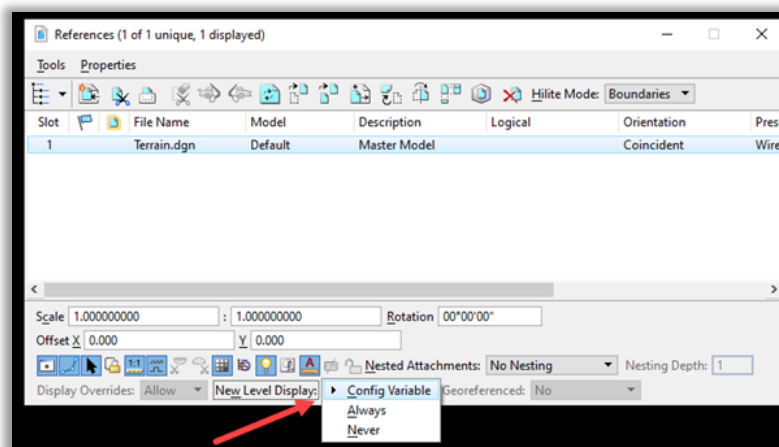 References (1 of 1 unique, 1 displayed)
Tools Properties
Hilite Mode: Boundaries
Slot File Name Model Description Logical Orientation Pres
1 Terrain.dgn Default Master Model Coincident Wire
Scale 1.000000000 : 1.000000000 Rotation 00°00'00"
Offset X 0.000 Y 0.000
1:1 A Nested Attachments: No Nesting Nesting Depth: 1
Display Overrides: Allow New Level Display: Config Variable Georeferenced: No
Always
Never